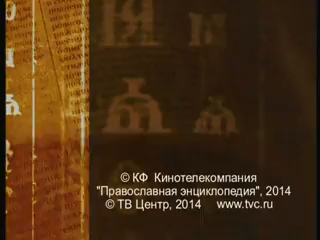 © КФ Кинотелекомпания
"Православная энциклопедия", 2014
© ТВ Центр, 2014 www.tvc.ru